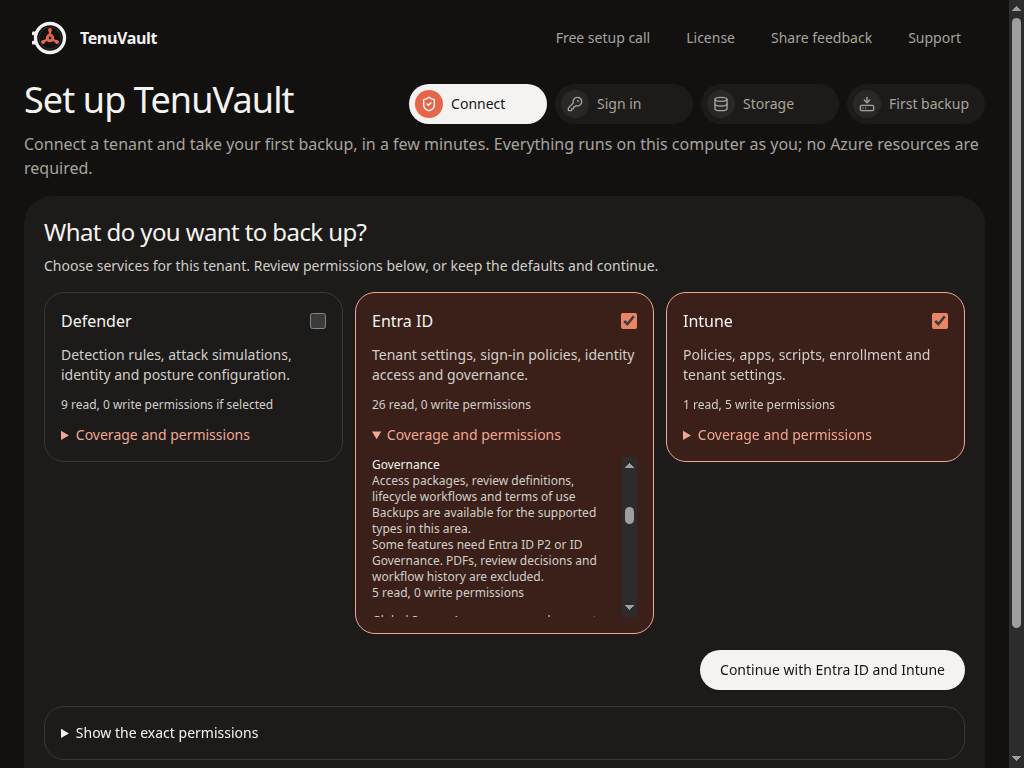 TenuVault
Free setup call
License
Share feedback
Support
Set up TenuVault
Connect
Sign in
Storage
First backup
Connect a tenant and take your first backup, in a few minutes. Everything runs on this computer as you; no Azure resources are
required.
What do you want to back up?
Choose services for this tenant. Review permissions below, or keep the defaults and continue.
Defender
Detection rules, attack simulations,
identity and posture configuration.
9 read, 0 write permissions if selected
Coverage and permissions
Entra ID
Tenant settings, sign-in policies, identity
access and governance.
26 read, 0 write permissions
Coverage and permissions
Governance
Access packages, review definitions,
lifecycle workflows and terms of use
Backups are available for the supported
types in this area.
Some features need Entra ID P2 or ID
Governance. PDFs, review decisions and
workflow history are excluded.
5 read, 0 write permissions
Intune
Policies, apps, scripts, enrollment and
tenant settings.
1 read, 5 write permissions
Coverage and permissions
Continue with Entra ID and Intune
Show the exact permissions